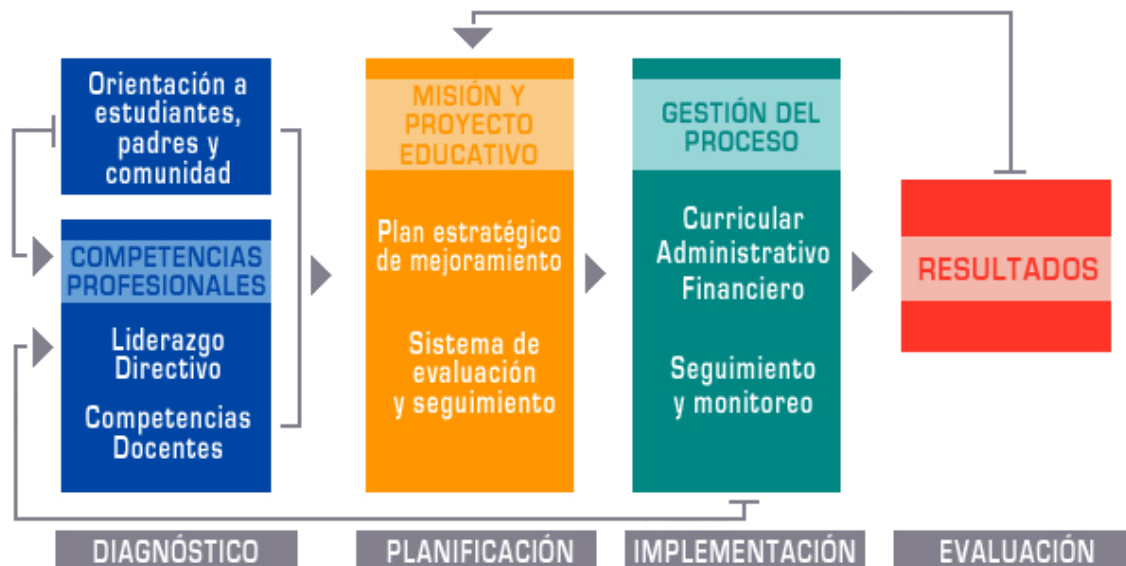 Orientación a
estudiantes,
padres y
comunidad
COMPETENCIAS
PROFESIONALES
Liderazgo
Directivo
Competencias
Docentes
MISIÓN Y
PROYECTO
EDUCATIVO
Plan estratégico
de mejoramiento
Sistema de
evaluación
y seguimiento
GESTIÓN DEL
PROCESO
Curricular
Administrativo
Financiero
Seguimiento
y monitoreo
RESULTADOS
DIAGNÓSTICO
PLANIFICACIÓN
IMPLEMENTACIÓN
EVALUACIÓN